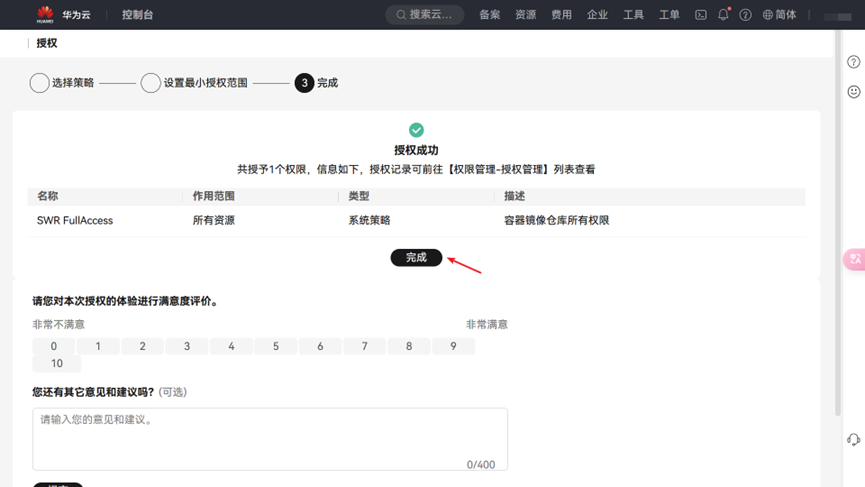 HUAWEI 华为云 控制台 搜索云... 备案 资源 费用 企业 工具 工单 简体
授权
选择策略 设置最小授权范围 3 完成
授权成功
共授予1个权限，信息如下，授权记录可前往【权限管理-授权管理】列表查看
名称 作用范围 类型 描述
SWR FullAccess 所有资源 系统策略 容器镜像仓库所有权限
完成
请您对本次授权的体验进行满意度评价。
非常不满意 非常满意
0 1 2 3 4 5 6 7 8 9
10
您还有其它意见和建议吗？(可选)
请输入您的意见和建议。
0/400